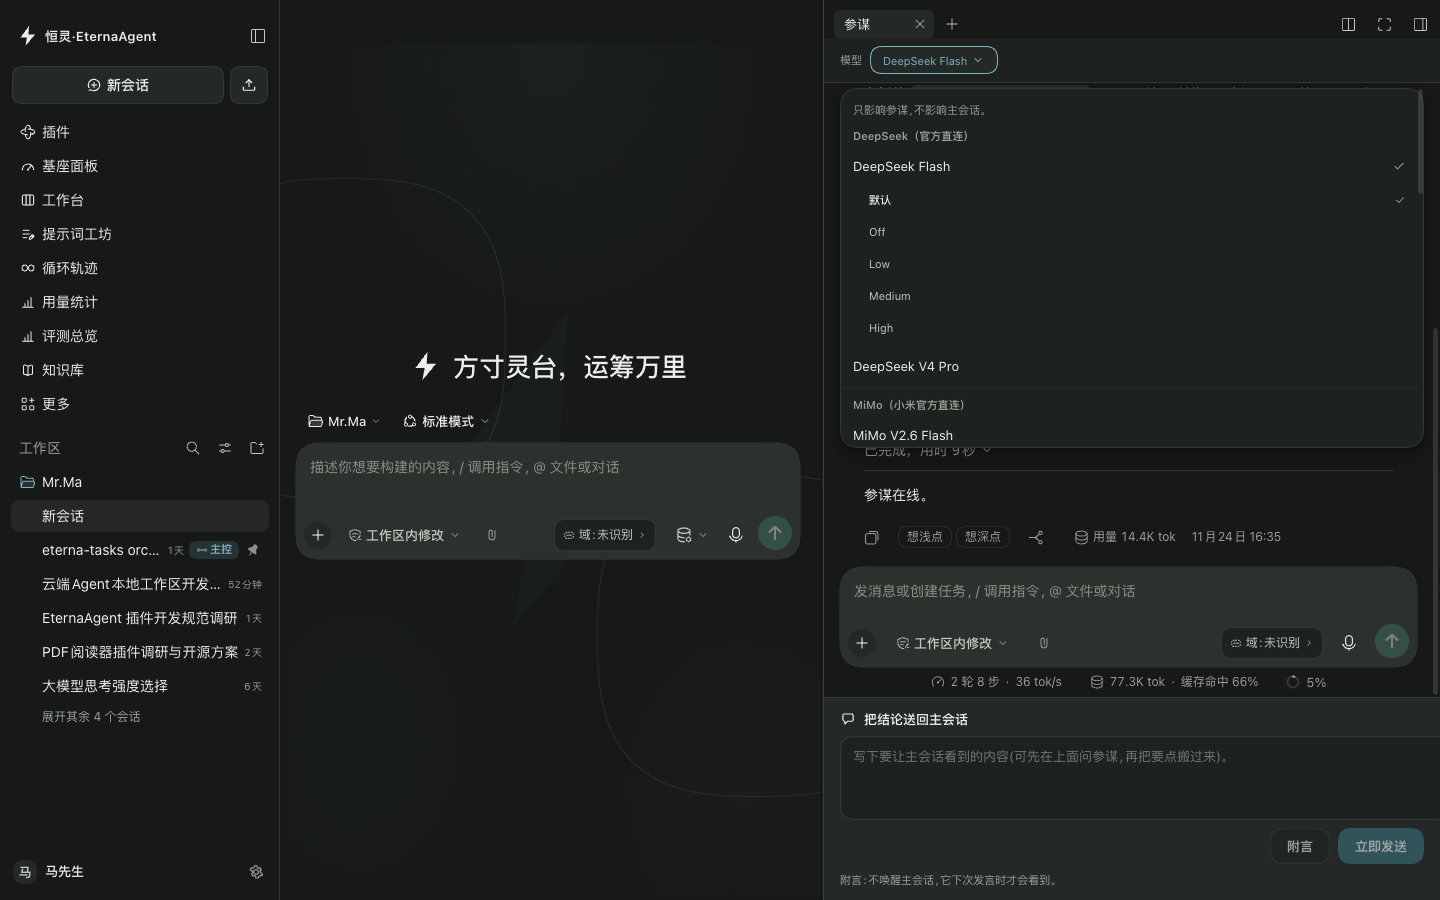 恒灵·EternaAgent
新会话
插件
基座面板
工作台
提示词工坊
循环轨迹
用量统计
评测总览
知识库
更多
工作区
Mr.Ma
新会话
eterna-tasks orc... 1天 主控
云端Agent本地工作区开发... 52分钟
EternaAgent 插件开发规范调研 1天
PDF阅读器插件调研与开源方案 2天
大模型思考强度选择 6天
展开其余 4 个会话
马 马先生
方寸灵台，运筹万里
Mr.Ma 标准模式
描述你想要构建的内容, / 调用指令, @ 文件或对话
工作区内修改 域:未识别
参谋
模型 DeepSeek Flash
只影响参谋,不影响主会话。
DeepSeek（官方直连）
DeepSeek Flash
默认
Off
Low
Medium
High
DeepSeek V4 Pro
MiMo（小米官方直连）
MiMo V2.6 Flash
已完成，用时 9秒
参谋在线。
想浅点 想深点 用量 14.4K tok 11月24日 16:35
发消息或创建任务, / 调用指令, @ 文件或对话
工作区内修改 域:未识别
2 轮 8 步 · 36 tok/s 77.3K tok · 缓存命中 66% 5%
把结论送回主会话
写下要让主会话看到的内容(可先在上面问参谋,再把要点搬过来)。
附言 立即发送
附言:不唤醒主会话,它下次发言时才会看到。